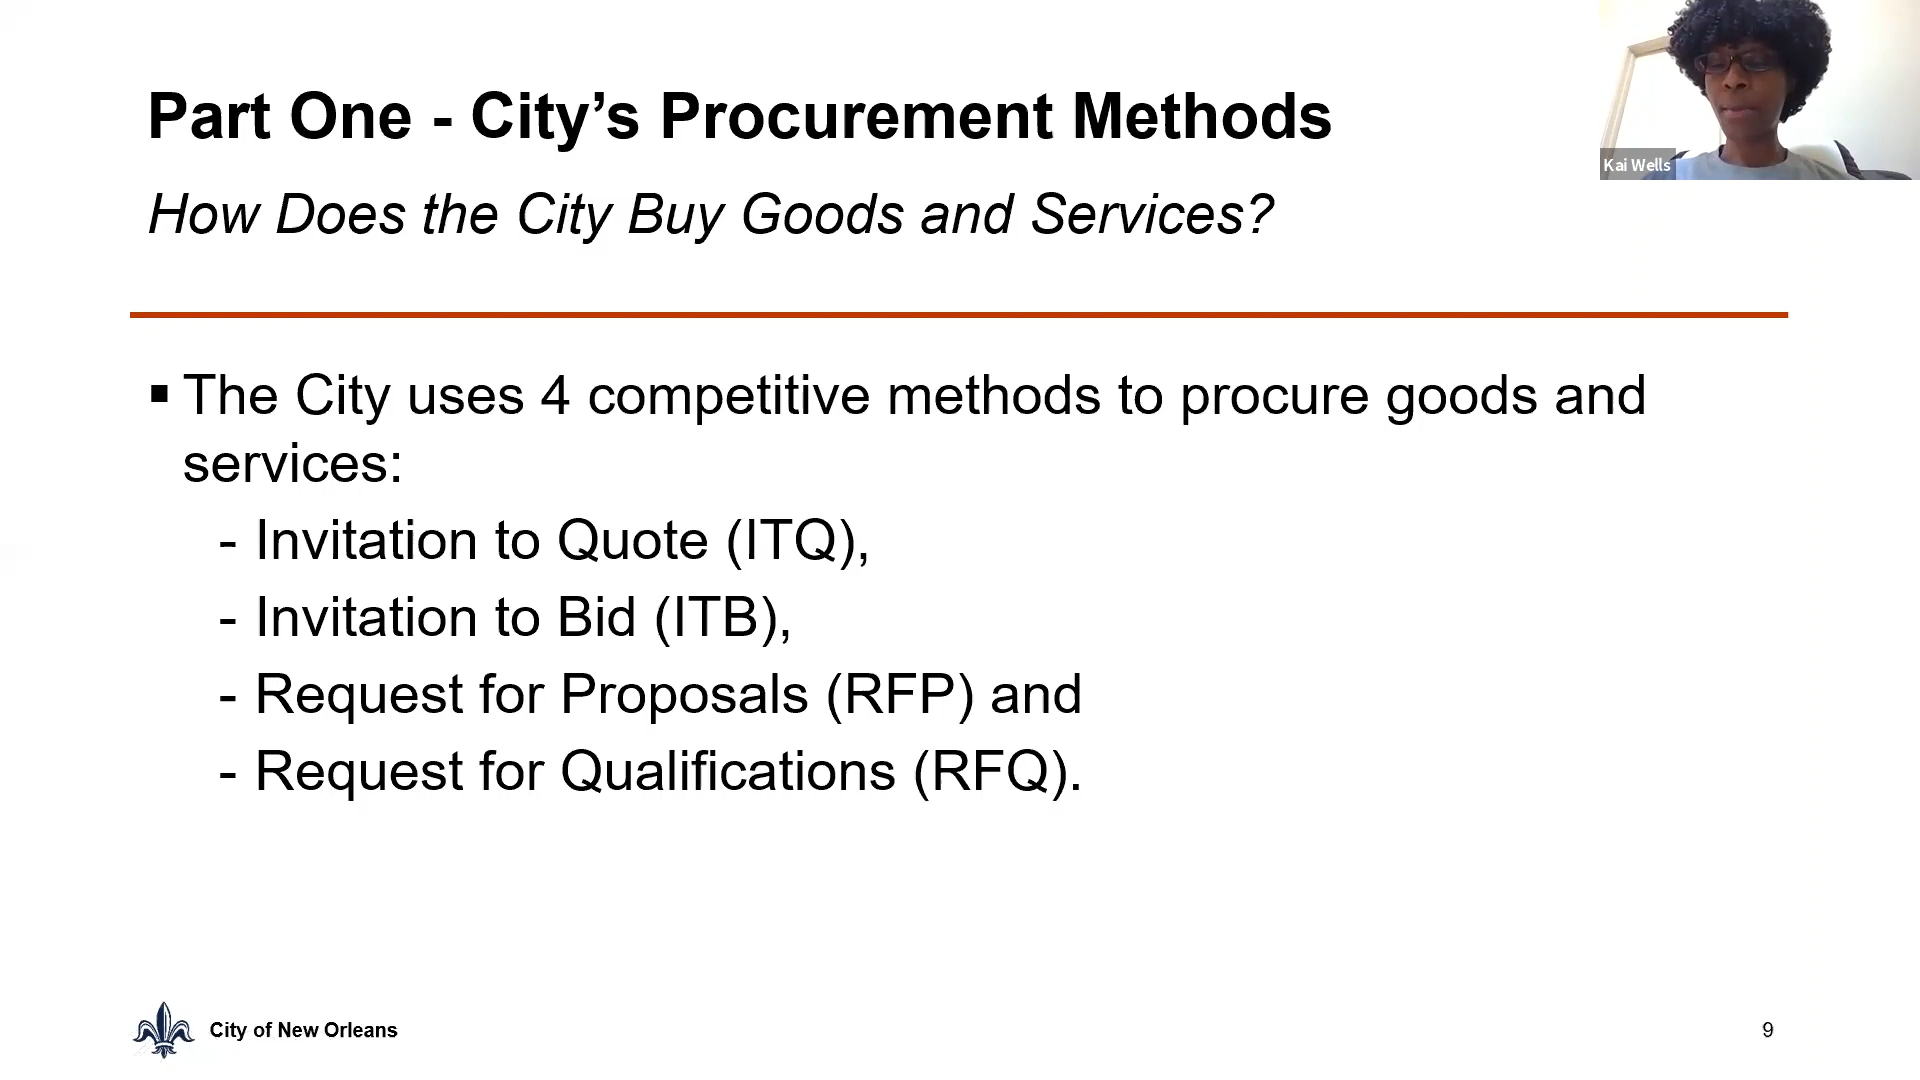 Part One - City’s Procurement Methods
How Does the City Buy Goods and Services?
Kai Wells
▪ The City uses 4 competitive methods to procure goods and
services:
- Invitation to Quote (ITQ),
- Invitation to Bid (ITB),
- Request for Proposals (RFP) and
- Request for Qualifications (RFQ).
City of New Orleans
9